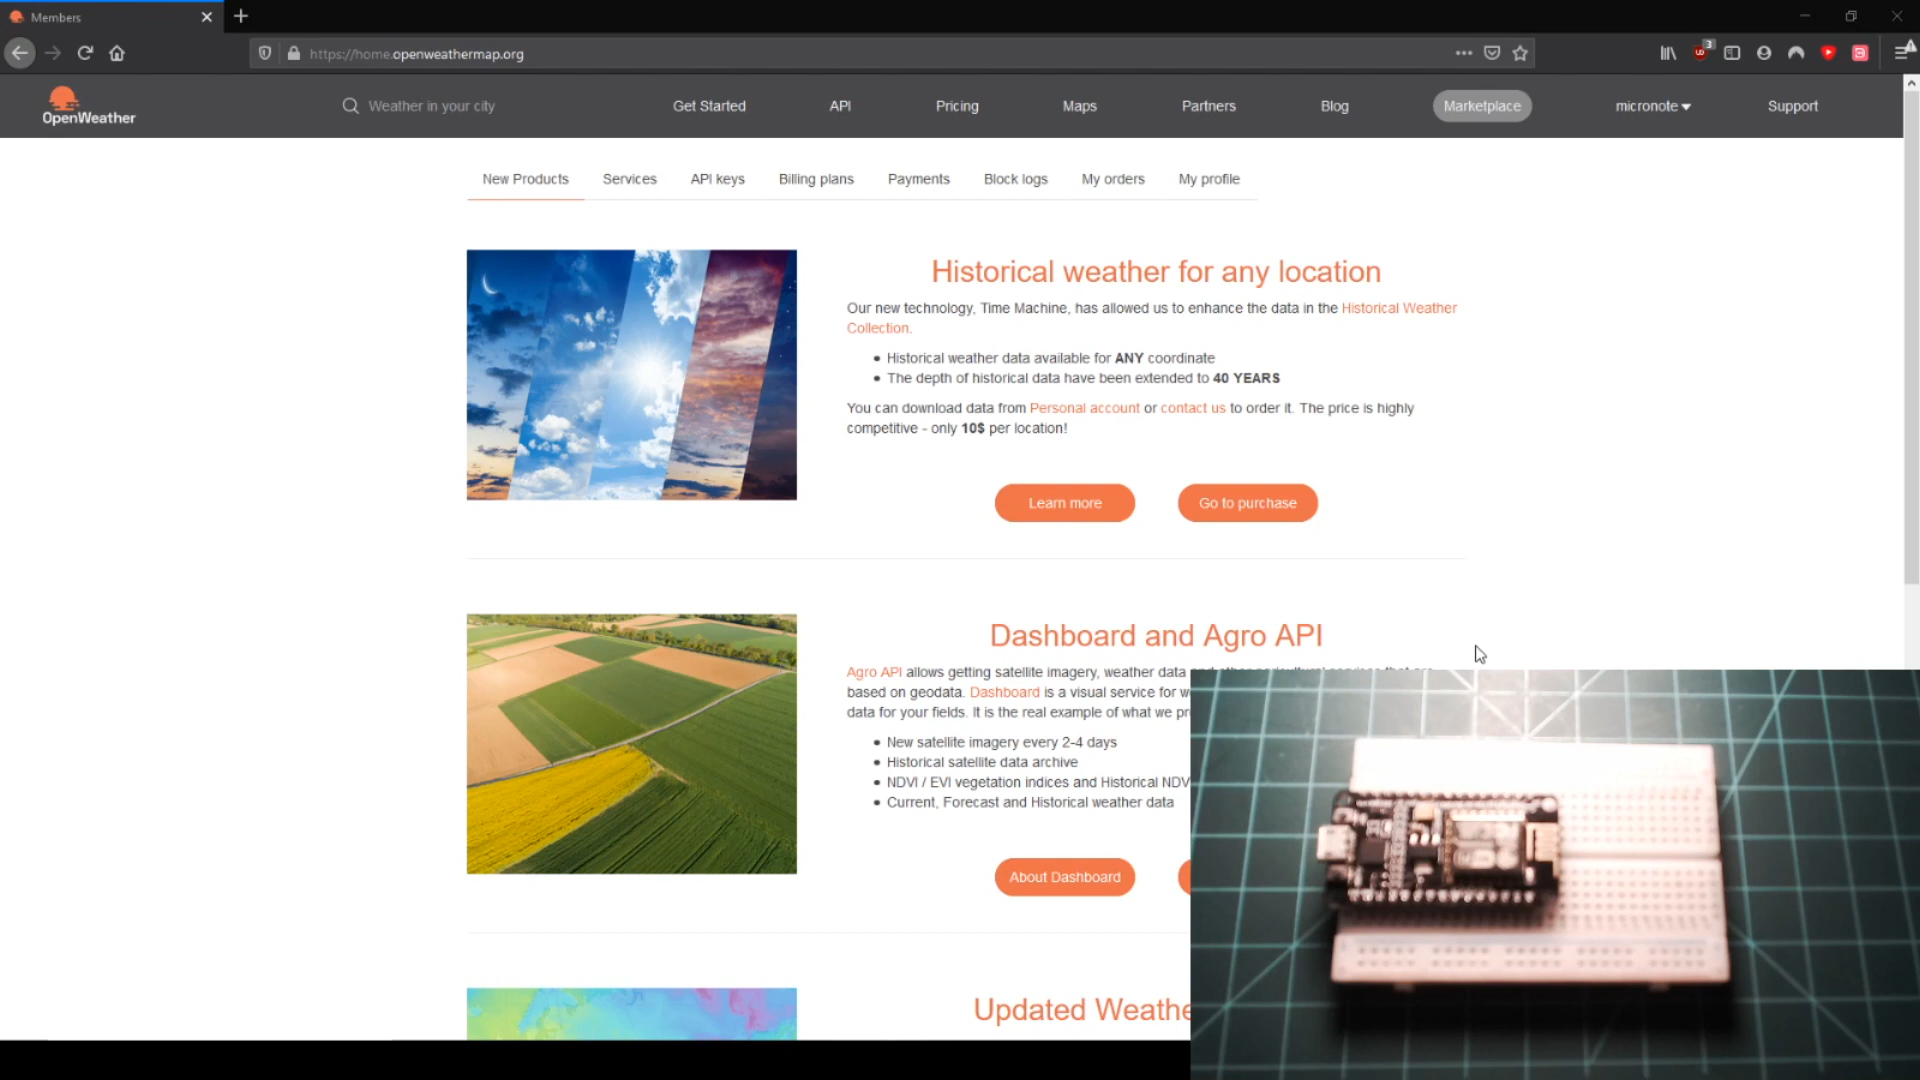 Members
3
https://home.openweathermap.org
OpenWeather
Weather in your city
Get Started
API
Pricing
Maps
Partners
Blog
Marketplace
micronote
Support
New Products
Services
API keys
Billing plans
Payments
Block logs
My orders
My profile
Historical weather for any location
Our new technology, Time Machine, has allowed us to enhance the data in the Historical Weather
Collection.
Historical weather data available for ANY coordinate
The depth of historical data have been extended to 40 YEARS
You can download data from Personal account or contact us to order it. The price is highly
competitive - only 10$ per location!
Learn more
Go to purchase
Dashboard and Agro API
Agro API allows getting satellite imagery, weather data
based on geodata. Dashboard is a visual service for w
data for your fields. It is the real example of what we pr
New satellite imagery every 2-4 days
Historical satellite data archive
NDVI / EVI vegetation indices and Historical NDV
Current, Forecast and Historical weather data
About Dashboard
Updated Weathe